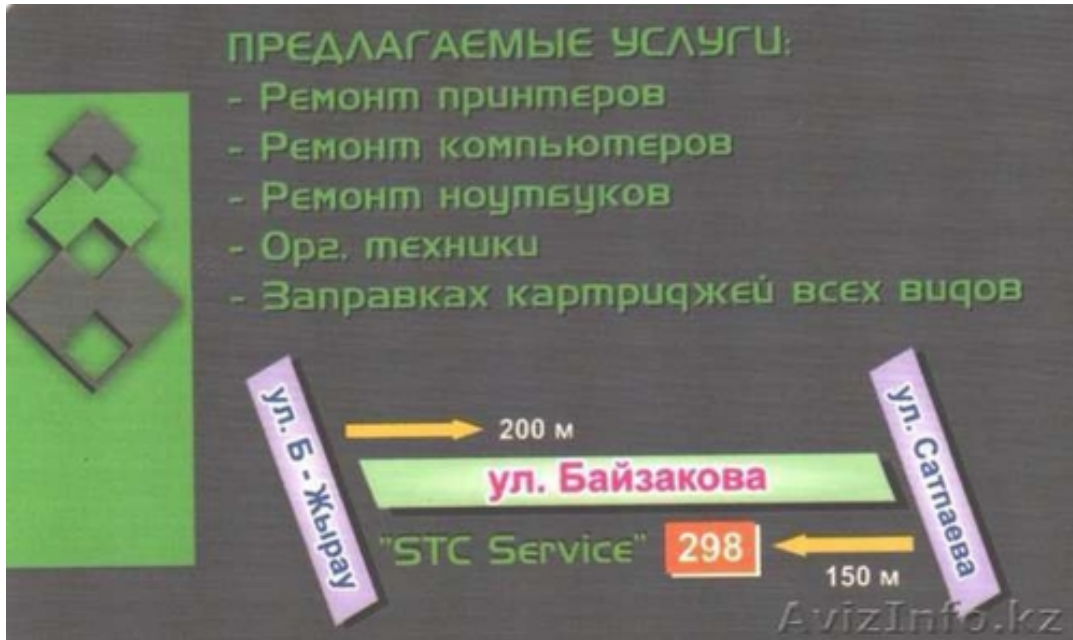 ПРЕДЛАГАЕМЫЕ УСЛУГИ:
- Ремонт принтеров
- Ремонт компьютеров
- Ремонт ноутбуков
- Орг. техники
- Заправках картриджей всех видов
200 м
ул. Б - Жырау
ул. Байзакова
ул. Сатпаева
"STC Service" 298
150 м
AvizInfo.kz